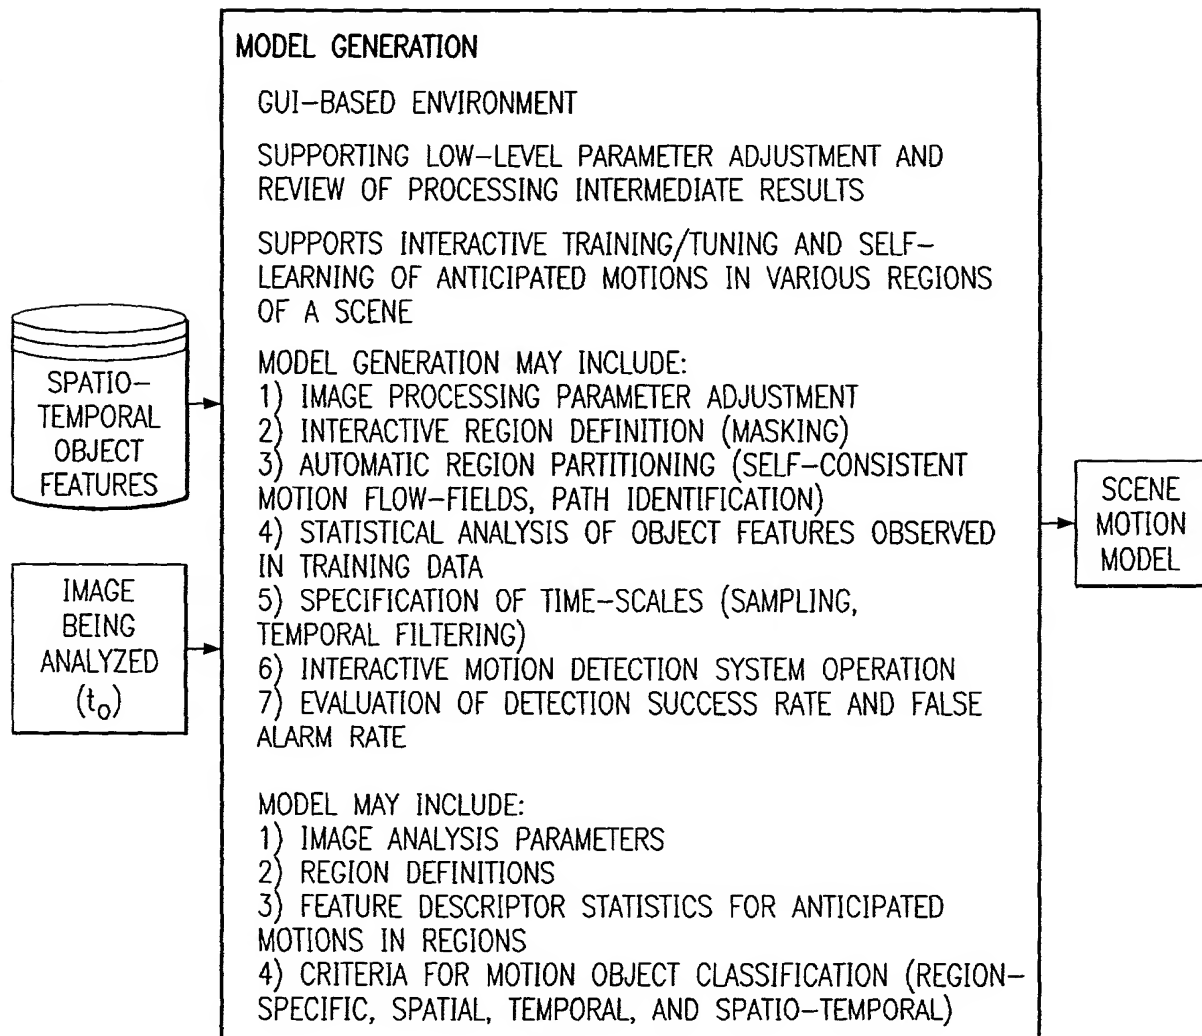 MODEL GENERATION
GUI-BASED ENVIRONMENT
SUPPORTING LOW-LEVEL PARAMETER ADJUSTMENT AND
REVIEW OF PROCESSING INTERMEDIATE RESULTS
SUPPORTS INTERACTIVE TRAINING/TUNING AND SELF-
LEARNING OF ANTICIPATED MOTIONS IN VARIOUS REGIONS
OF A SCENE
MODEL GENERATION MAY INCLUDE:
1) IMAGE PROCESSING PARAMETER ADJUSTMENT
2) INTERACTIVE REGION DEFINITION (MASKING)
3) AUTOMATIC REGION PARTITIONING (SELF-CONSISTENT
MOTION FLOW-FIELDS, PATH IDENTIFICATION)
4) STATISTICAL ANALYSIS OF OBJECT FEATURES OBSERVED
IN TRAINING DATA
5) SPECIFICATION OF TIME-SCALES (SAMPLING,
TEMPORAL FILTERING)
6) INTERACTIVE MOTION DETECTION SYSTEM OPERATION
7) EVALUATION OF DETECTION SUCCESS RATE AND FALSE
ALARM RATE
MODEL MAY INCLUDE:
1) IMAGE ANALYSIS PARAMETERS
2) REGION DEFINITIONS
3) FEATURE DESCRIPTOR STATISTICS FOR ANTICIPATED
MOTIONS IN REGIONS
4) CRITERIA FOR MOTION OBJECT CLASSIFICATION (REGION-
SPECIFIC, SPATIAL, TEMPORAL, AND SPATIO-TEMPORAL)
SPATIO-
TEMPORAL
OBJECT
FEATURES
IMAGE
BEING
ANALYZED
(t₀)
SCENE
MOTION
MODEL